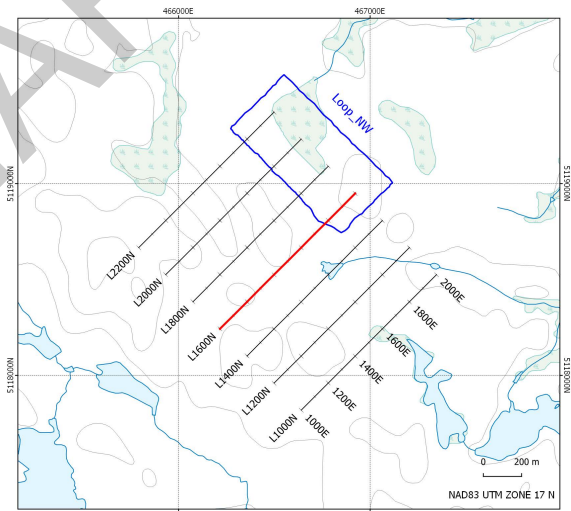 466000E
467000E
Loop_NW
5119000N
5119000N
L2200N
L2000N
L1800N
L1600N
L1400N
L1200N
L1000N
2000E
1800E
1600E
1400E
1200E
1000E
5118000N
5118000N
0 200 m
NAD83 UTM ZONE 17 N